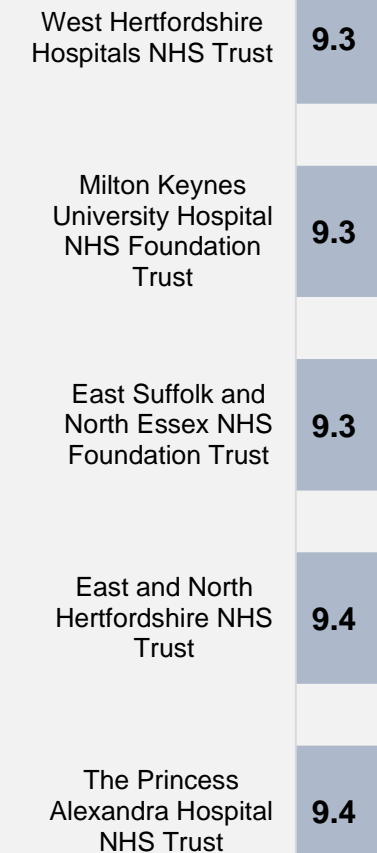 West Hertfordshire
Hospitals NHS Trust
9.3
Milton Keynes
University Hospital
NHS Foundation
Trust
9.3
East Suffolk and
North Essex NHS
Foundation Trust
9.3
East and North
Hertfordshire NHS
Trust
9.4
The Princess
Alexandra Hospital
NHS Trust
9.4